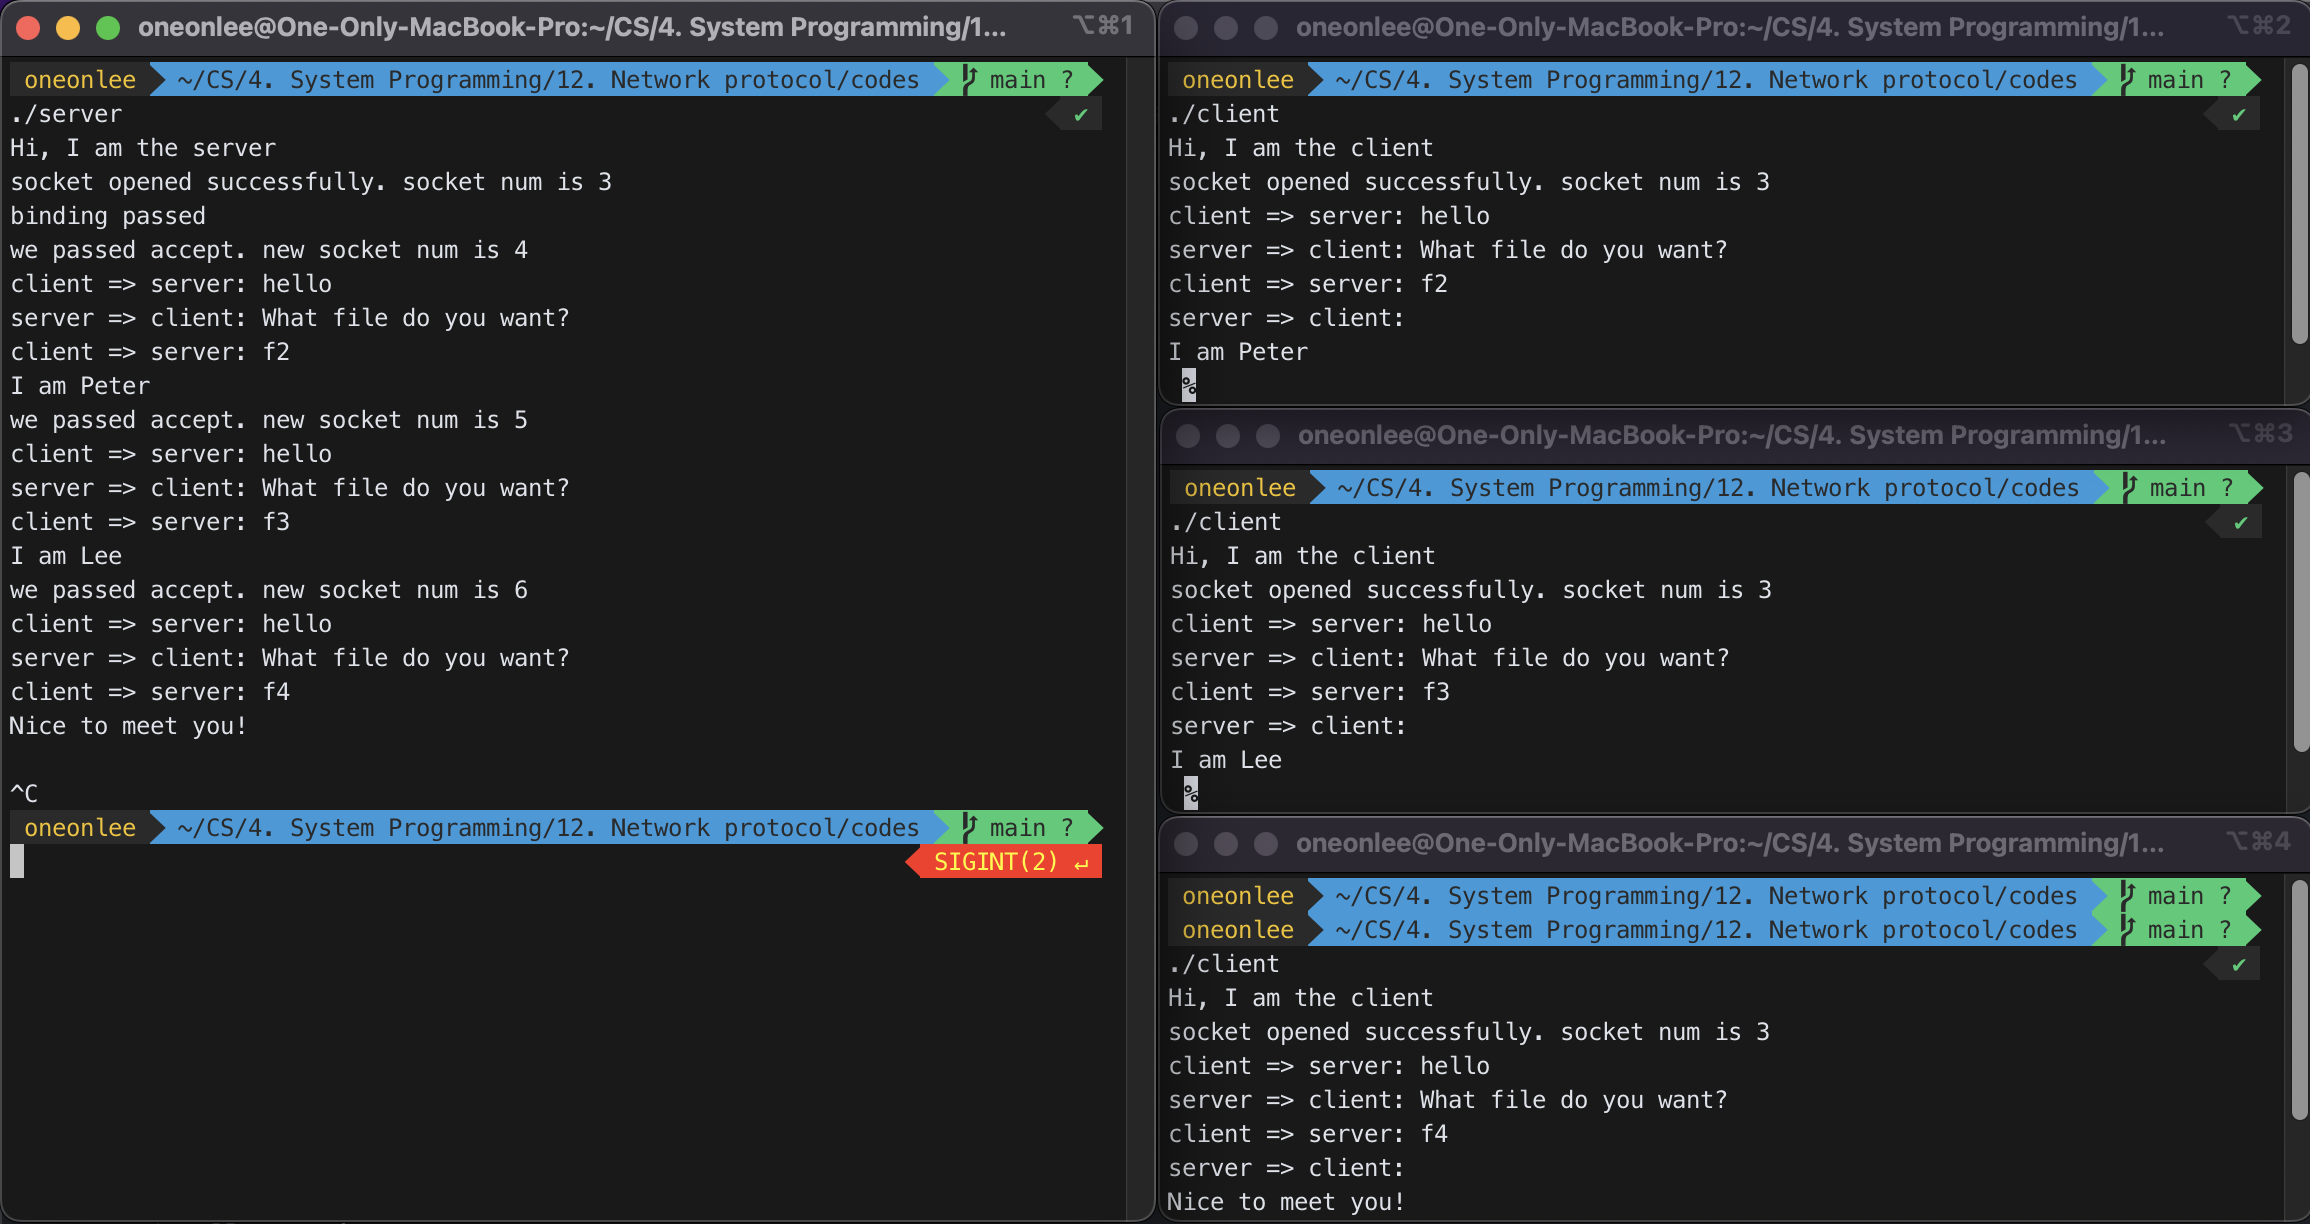 oneonlee@One-Only-MacBook-Pro:~/CS/4. System Programming/1... ⌥⌘1
oneonlee ~/CS/4. System Programming/12. Network protocol/codes main ?
./server ✔
Hi, I am the server
socket opened successfully. socket num is 3
binding passed
we passed accept. new socket num is 4
client => server: hello
server => client: What file do you want?
client => server: f2
I am Peter
we passed accept. new socket num is 5
client => server: hello
server => client: What file do you want?
client => server: f3
I am Lee
we passed accept. new socket num is 6
client => server: hello
server => client: What file do you want?
client => server: f4
Nice to meet you!
^C
oneonlee ~/CS/4. System Programming/12. Network protocol/codes main ?
SIGINT(2) ↵
oneonlee@One-Only-MacBook-Pro:~/CS/4. System Programming/1... ⌥⌘2
oneonlee ~/CS/4. System Programming/12. Network protocol/codes main ?
./client ✔
Hi, I am the client
socket opened successfully. socket num is 3
client => server: hello
server => client: What file do you want?
client => server: f2
server => client:
I am Peter
%
oneonlee@One-Only-MacBook-Pro:~/CS/4. System Programming/1... ⌥⌘3
oneonlee ~/CS/4. System Programming/12. Network protocol/codes main ?
./client ✔
Hi, I am the client
socket opened successfully. socket num is 3
client => server: hello
server => client: What file do you want?
client => server: f3
server => client:
I am Lee
%
oneonlee@One-Only-MacBook-Pro:~/CS/4. System Programming/1... ⌥⌘4
oneonlee ~/CS/4. System Programming/12. Network protocol/codes main ?
oneonlee ~/CS/4. System Programming/12. Network protocol/codes main ?
./client ✔
Hi, I am the client
socket opened successfully. socket num is 3
client => server: hello
server => client: What file do you want?
client => server: f4
server => client:
Nice to meet you!